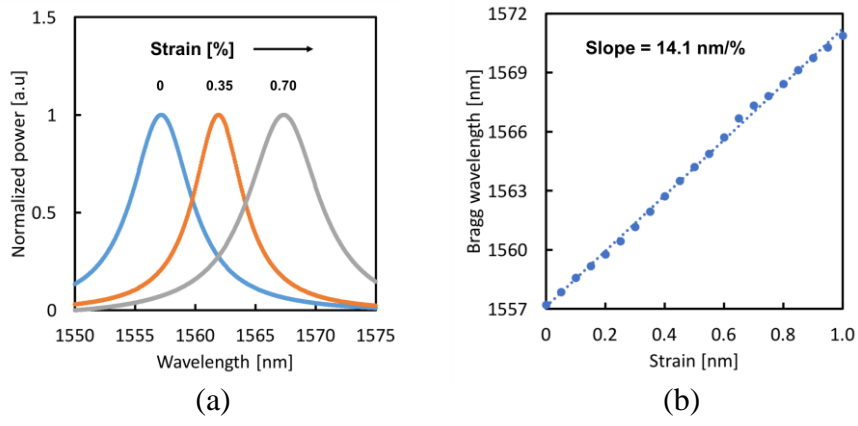 1.5
Strain [%]
0 0.35 0.70
1
0.5
0
Normalized power [a.u]
1550 1555 1560 1565 1570 1575
Wavelength [nm]
(a)
1572
Slope = 14.1 nm/%
1569
1566
1563
1560
1557
Bragg wavelength [nm]
0 0.2 0.4 0.6 0.8 1.0
Strain [nm]
(b)